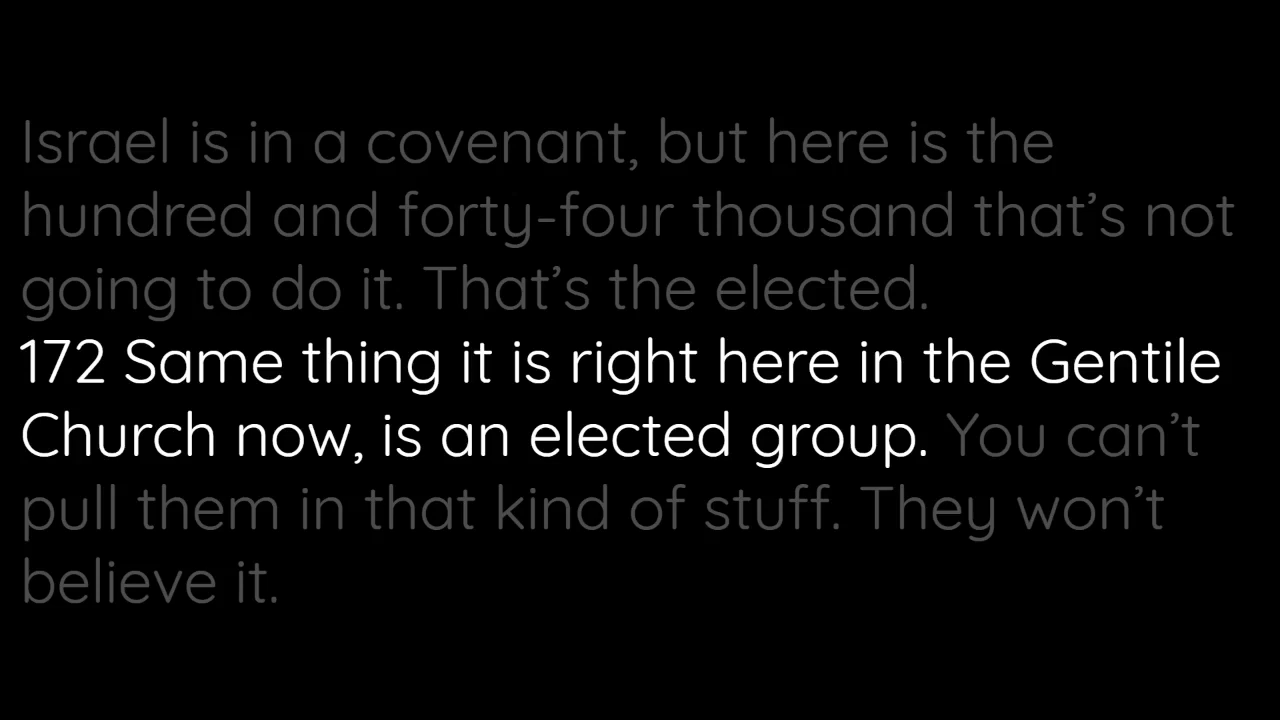 Israel is in a covenant, but here is the
hundred and forty-four thousand that’s not
going to do it. That’s the elected.
172 Same thing it is right here in the Gentile
Church now, is an elected group. You can’t
pull them in that kind of stuff. They won’t
believe it.